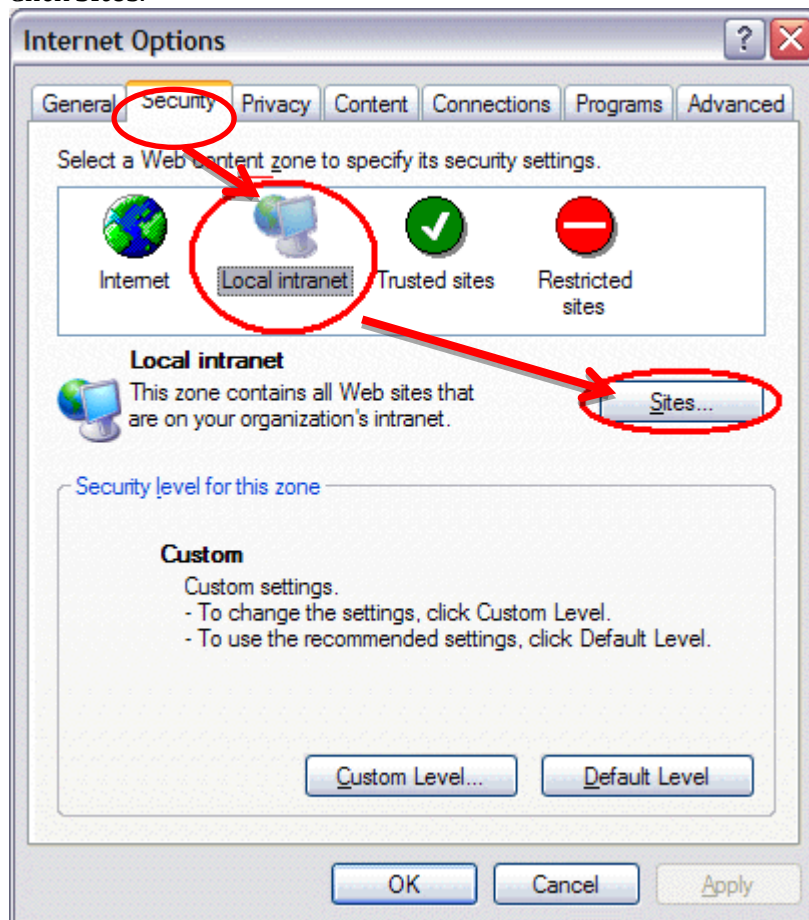 Internet Options
General Security Privacy Content Connections Programs Advanced
Select a Web content zone to specify its security settings.
Internet Local intranet Trusted sites Restricted
sites
Local intranet
This zone contains all Web sites that
are on your organization's intranet.
Sites...
Security level for this zone
Custom
Custom settings.
- To change the settings, click Custom Level.
- To use the recommended settings, click Default Level.
Custom Level... Default Level
OK Cancel Apply